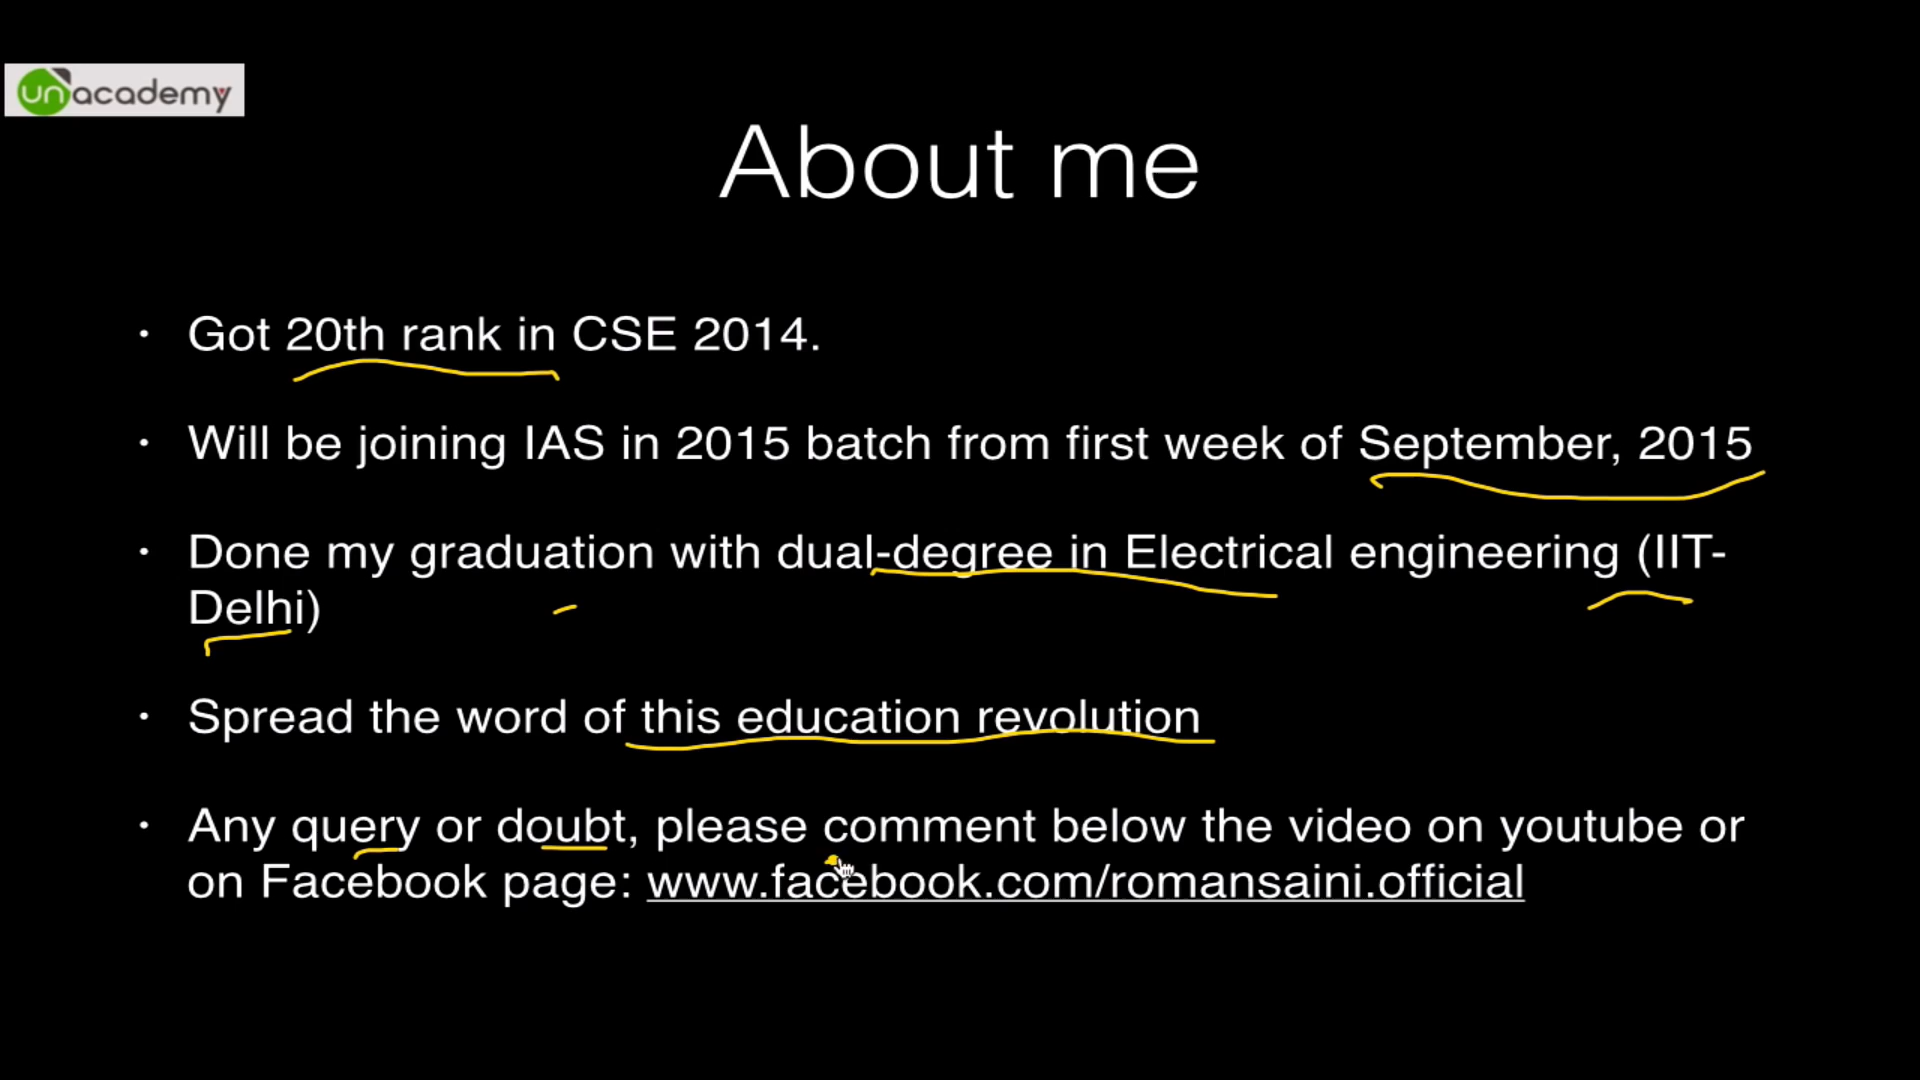 unacademy
About me
• Got 20th rank in CSE 2014.
• Will be joining IAS in 2015 batch from first week of September, 2015
• Done my graduation with dual-degree in Electrical engineering (IIT-
Delhi)
• Spread the word of this education revolution
• Any query or doubt, please comment below the video on youtube or
on Facebook page: www.facebook.com/romansaini.official